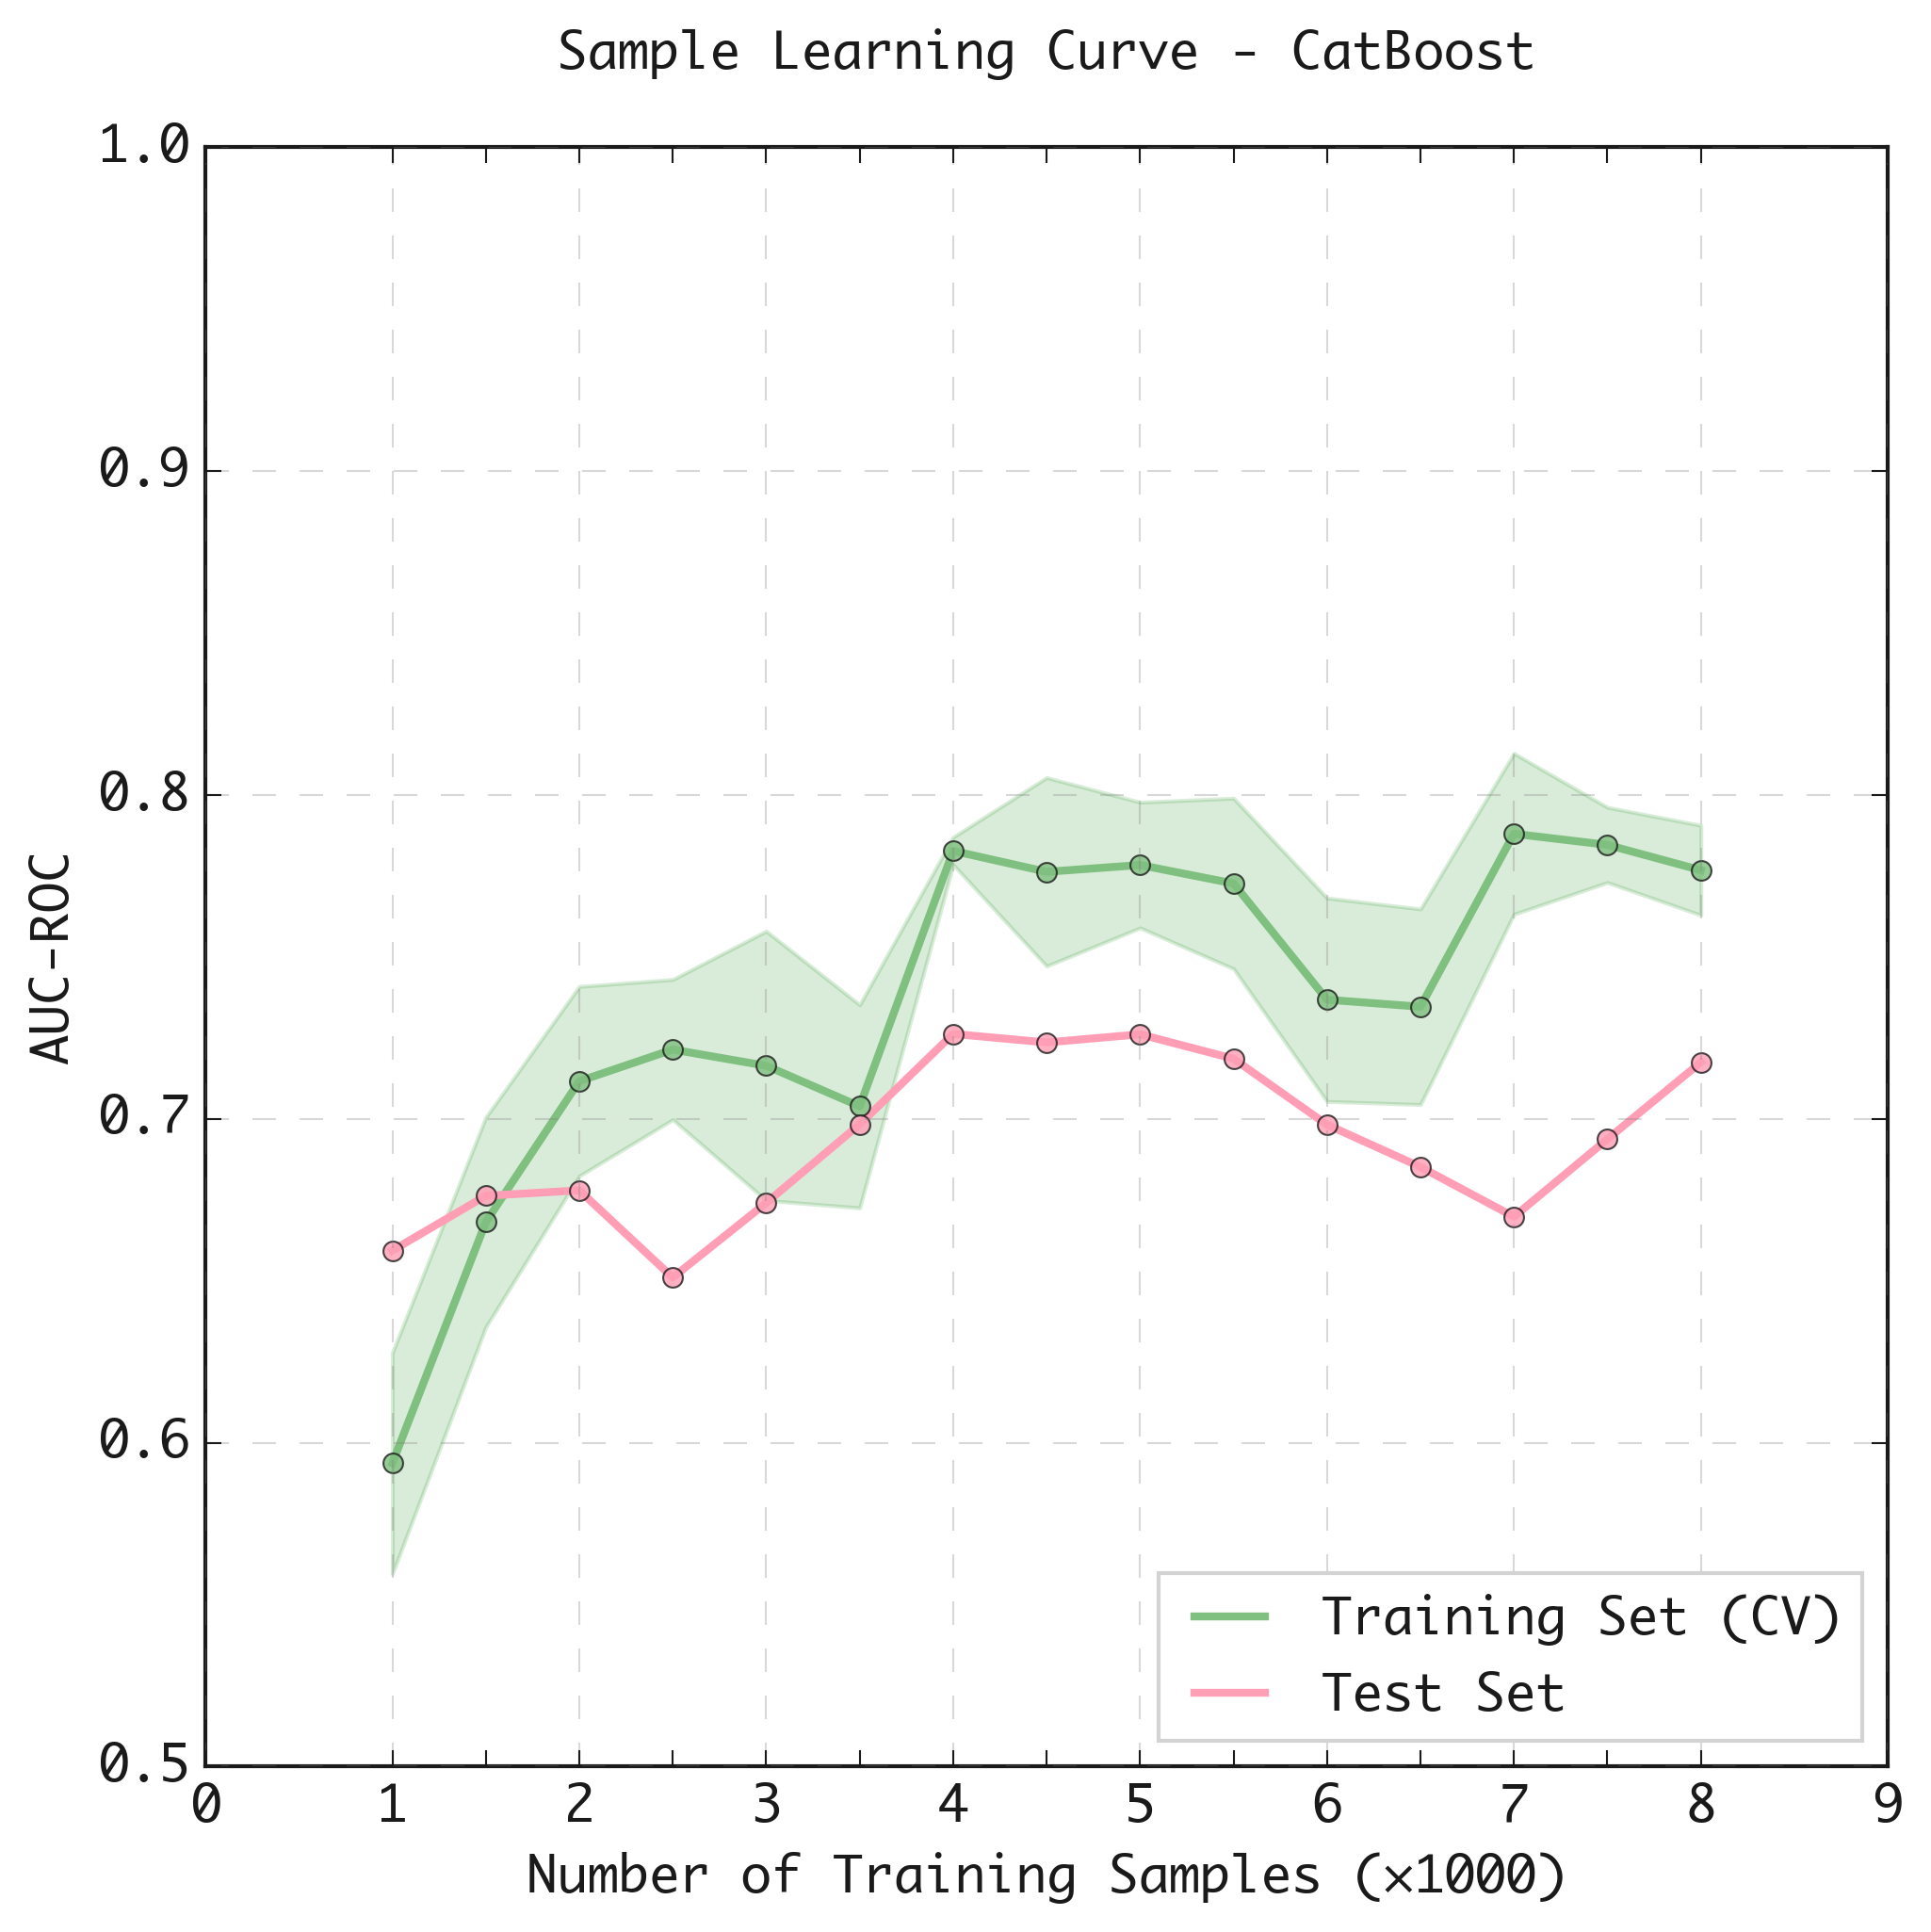 Sample Learning Curve - CatBoost
1.0
0.9
0.8
0.7
0.6
0.5
AUC-ROC
0 1 2 3 4 5 6 7 8 9
Number of Training Samples (×1000)
Training Set (CV)
Test Set